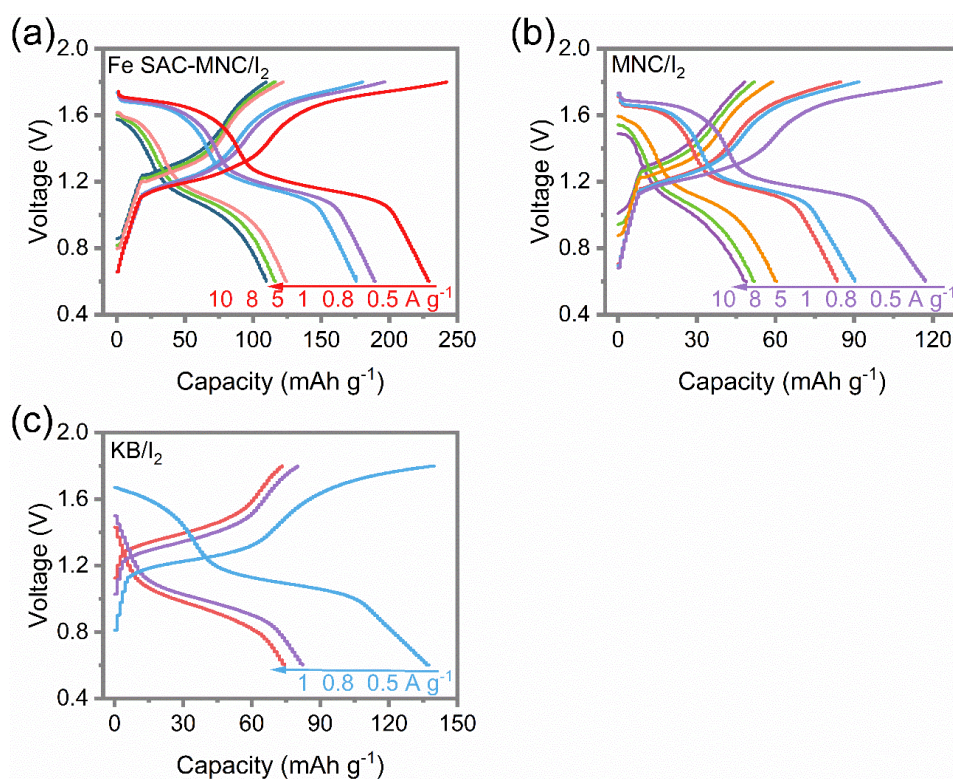 (a)
Fe SAC-MNC/I₂
2.0
1.6
1.2
0.8
0.4
Voltage (V)
10 8 5 1 0.8 0.5 A g⁻¹
0 50 100 150 200 250
Capacity (mAh g⁻¹)
(b)
MNC/I₂
2.0
1.6
1.2
0.8
0.4
Voltage (V)
10 8 5 1 0.8 0.5 A g⁻¹
0 30 60 90 120
Capacity (mAh g⁻¹)
(c)
KB/I₂
2.0
1.6
1.2
0.8
0.4
Voltage (V)
1 0.8 0.5 A g⁻¹
0 30 60 90 120 150
Capacity (mAh g⁻¹)